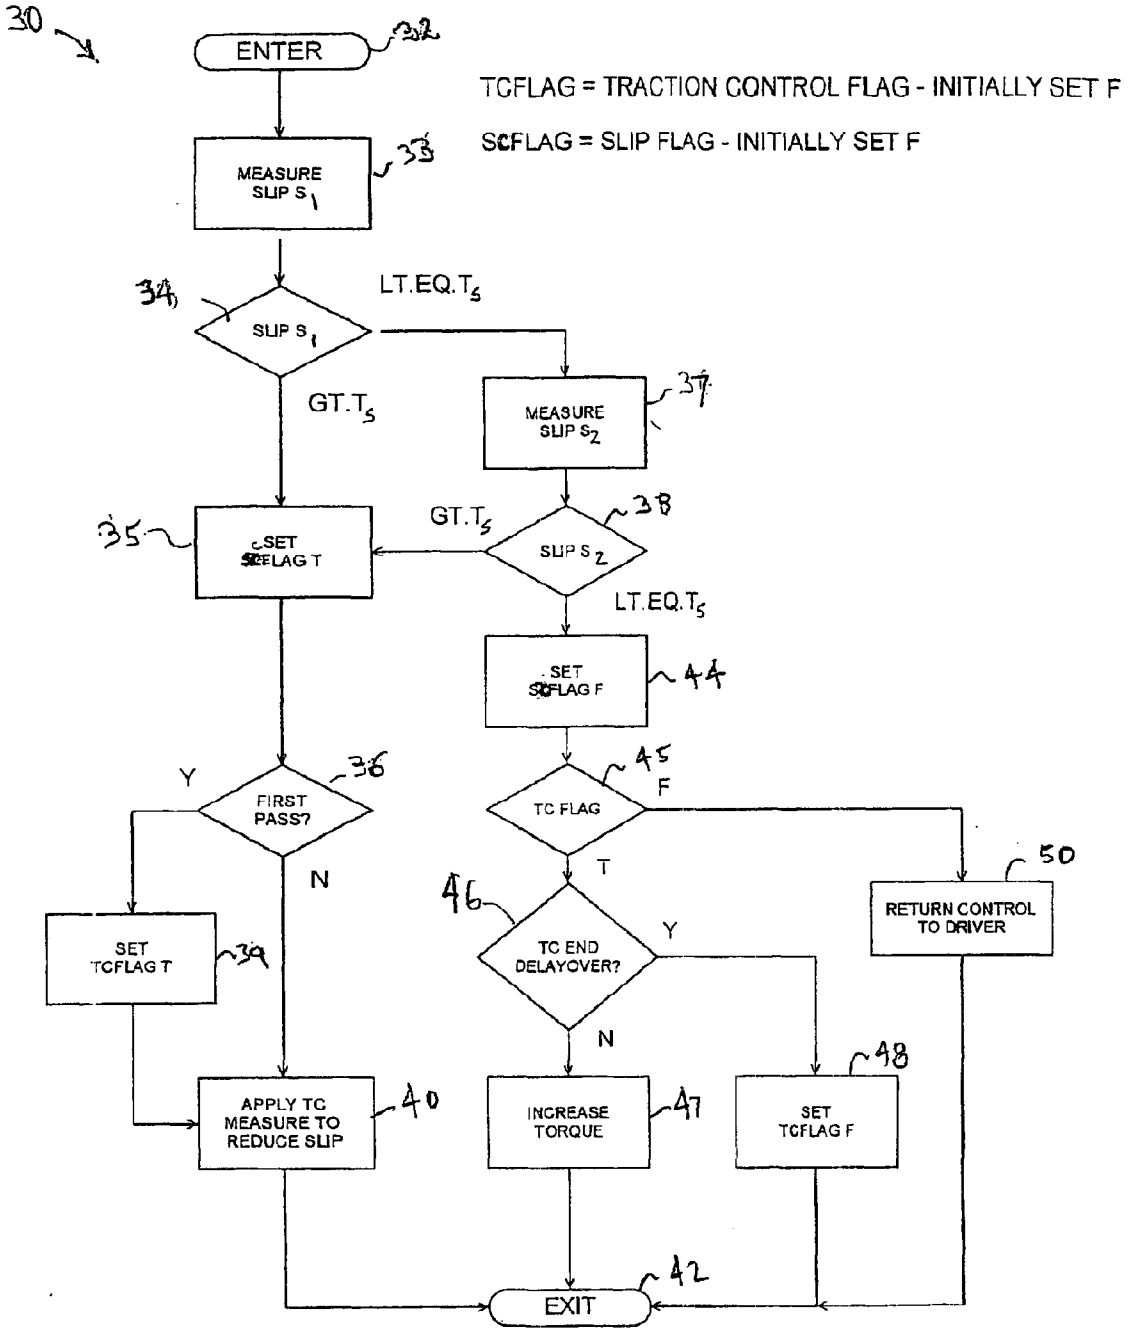 30
ENTER
32
TCFLAG = TRACTION CONTROL FLAG - INITIALLY SET F
SCFLAG = SLIP FLAG - INITIALLY SET F
33
MEASURE
SLIP S1
34
LT.EQ.Ts
SLIP S1
GT.Ts
37
MEASURE
SLIP S2
35
SET
SCFLAG T
GT.Ts
38
SLIP S2
LT.EQ.Ts
SET
SCFLAG F
44
Y
36
FIRST
PASS?
N
45
F
TC FLAG
T
50
RETURN CONTROL
TO DRIVER
SET
TCFLAG T
39
46
Y
TC END
DELAYOVER?
N
APPLY TC
MEASURE TO
REDUCE SLIP
40
INCREASE
TORQUE
47
48
SET
TCFLAG F
42
EXIT